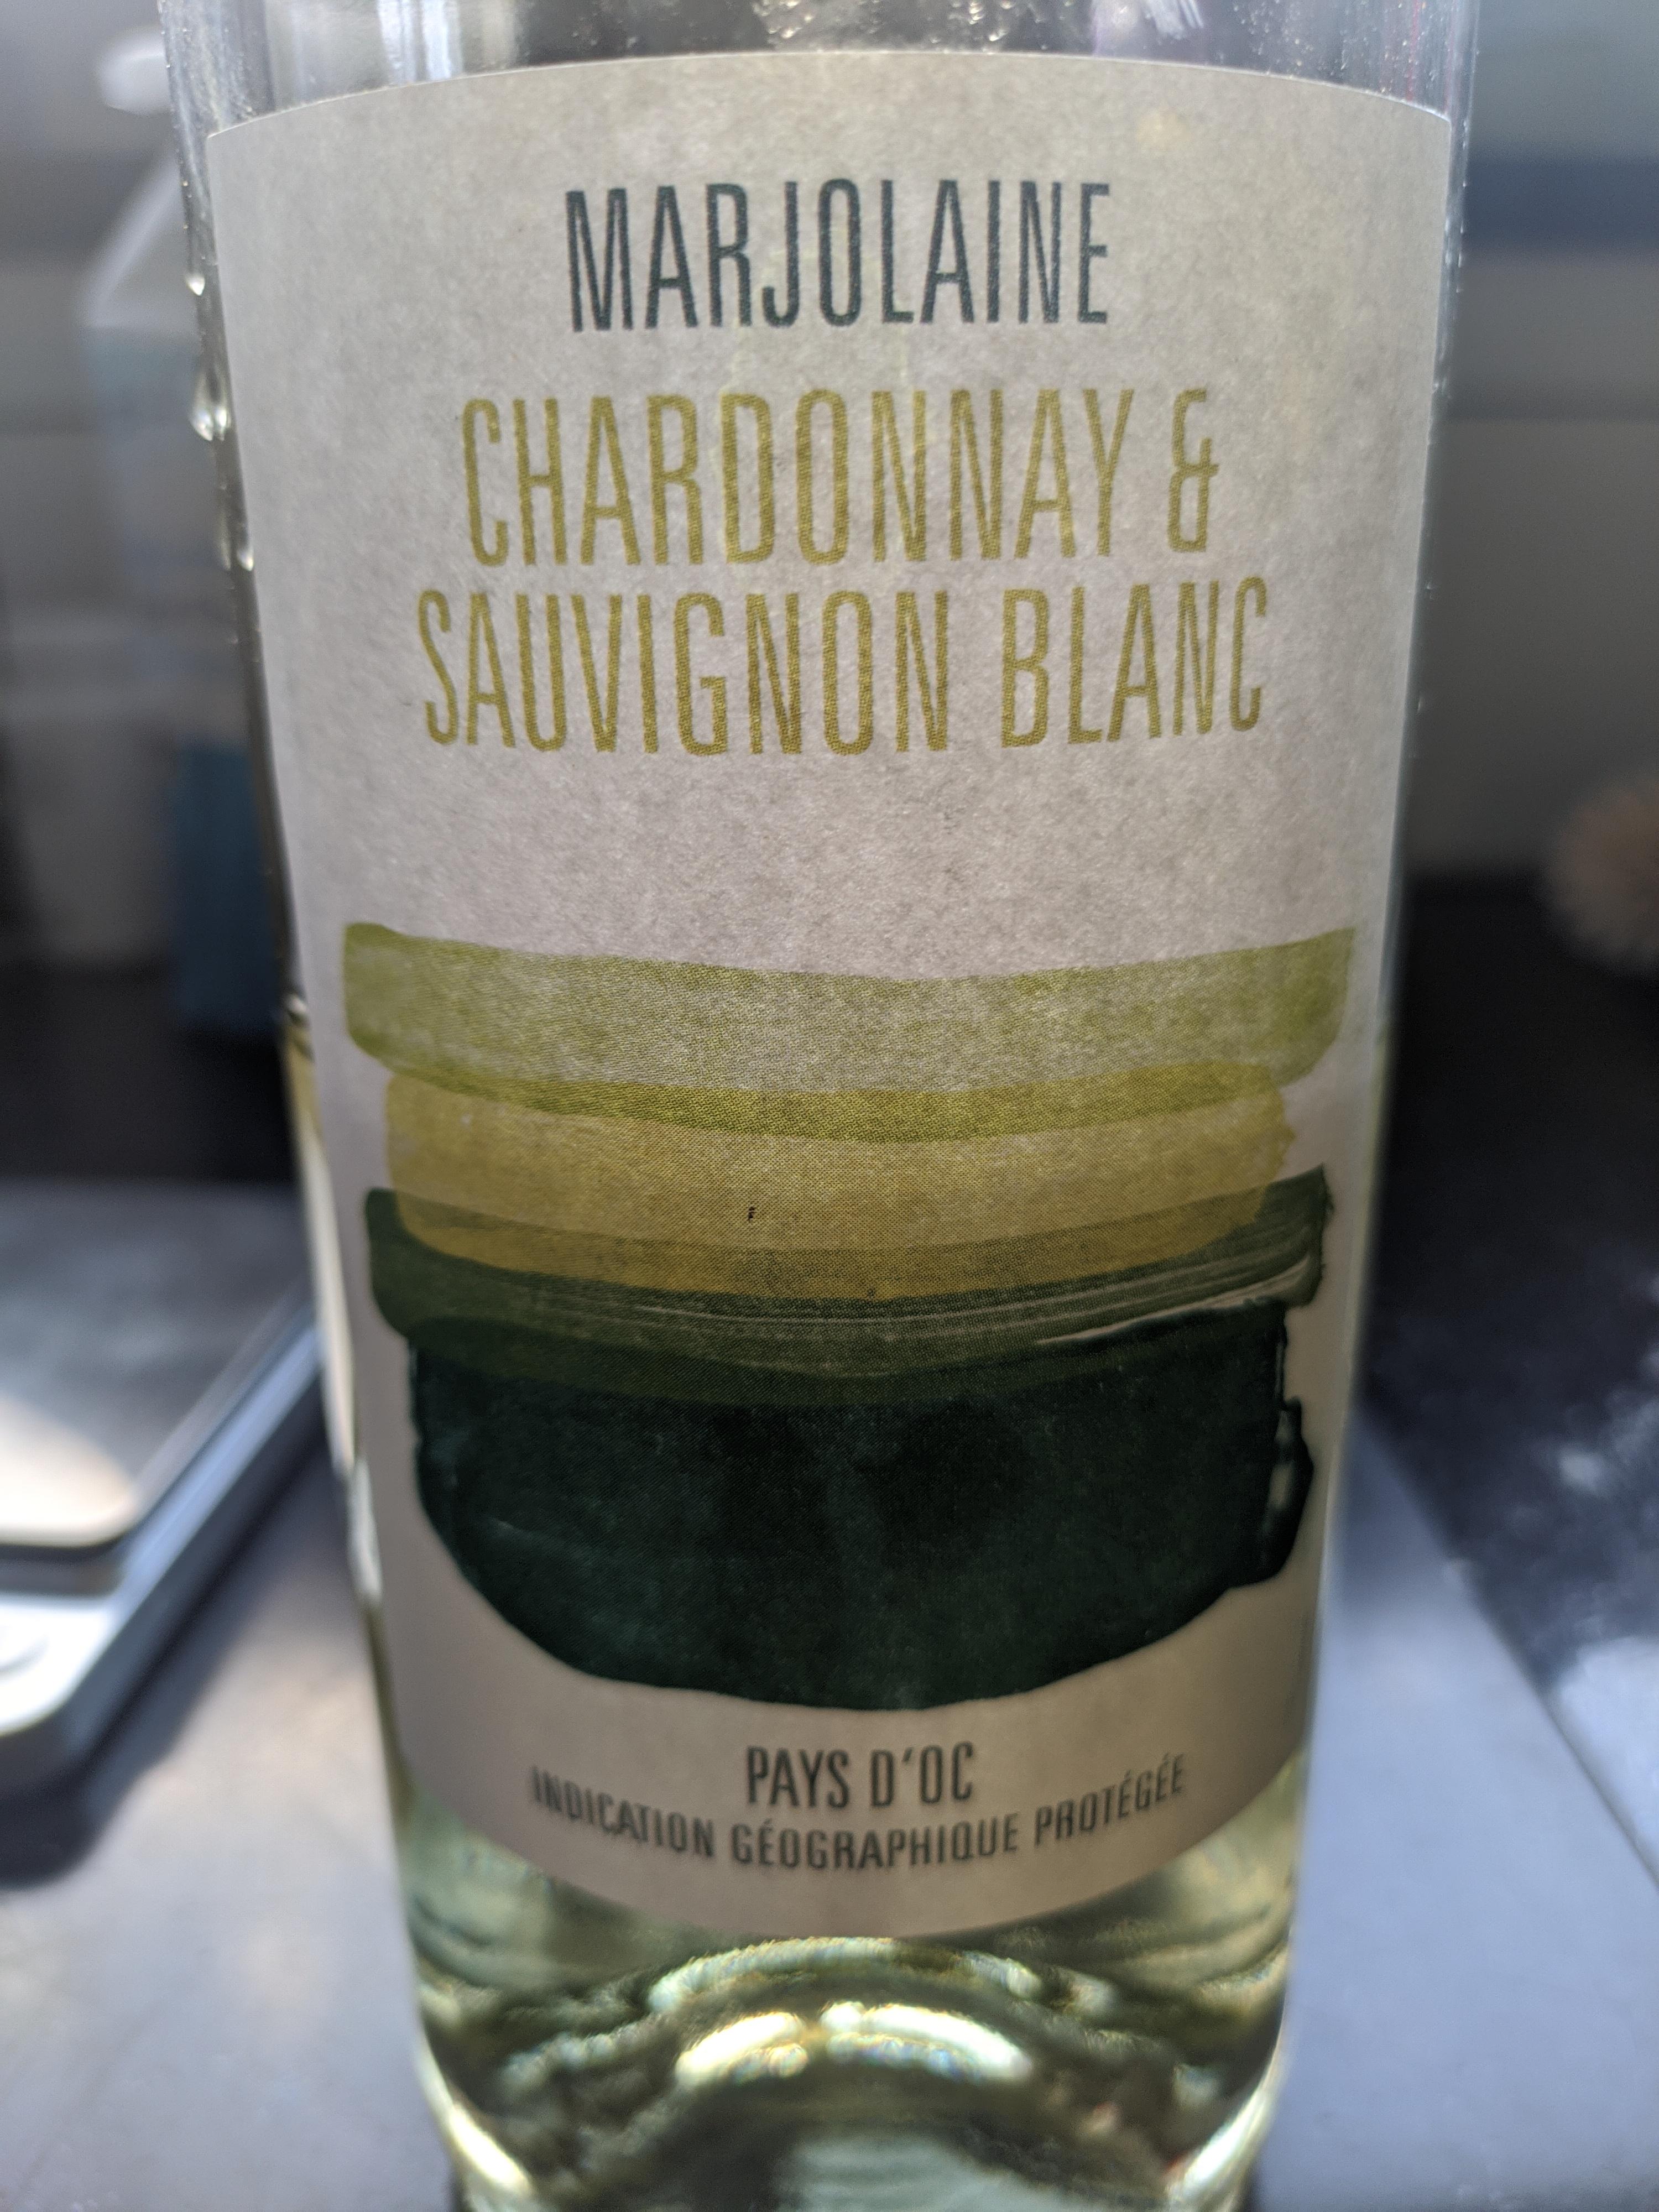 MARJOLAINE
CHARDONNAY &
SAUVIGNON BLANC
PAYS D'OC
INDICATION GÉOGRAPHIQUE PROTÉGÉE